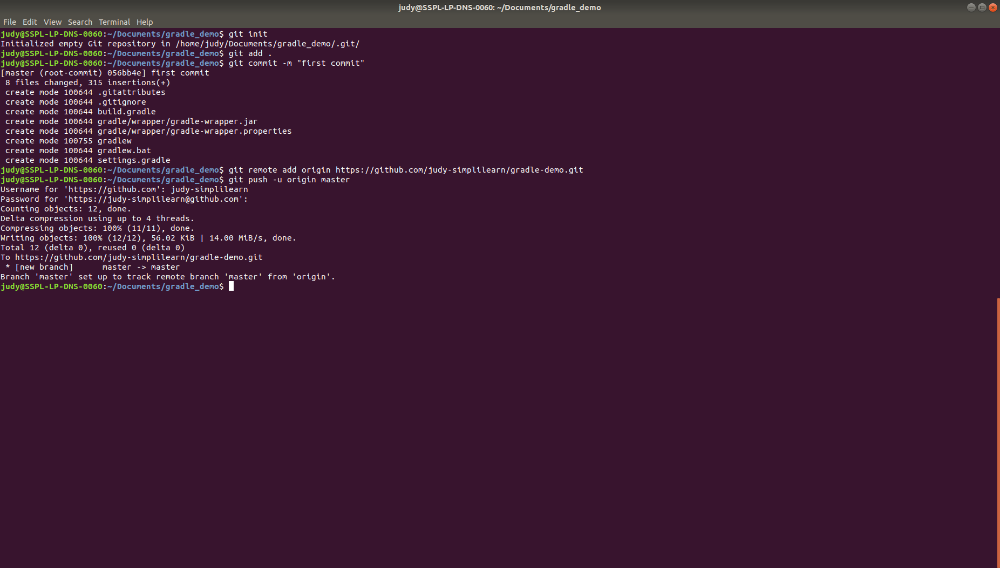 judy@SSPL-LP-DNS-0060: ~/Documents/gradle_demo
File Edit View Search Terminal Help
judy@SSPL-LP-DNS-0060:~/Documents/gradle_demo$ git init
Initialized empty Git repository in /home/judy/Documents/gradle_demo/.git/
judy@SSPL-LP-DNS-0060:~/Documents/gradle_demo$ git add .
judy@SSPL-LP-DNS-0060:~/Documents/gradle_demo$ git commit -m "first commit"
[master (root-commit) 056bb4e] first commit
 8 files changed, 315 insertions(+)
 create mode 100644 .gitattributes
 create mode 100644 .gitignore
 create mode 100644 build.gradle
 create mode 100644 gradle/wrapper/gradle-wrapper.jar
 create mode 100644 gradle/wrapper/gradle-wrapper.properties
 create mode 100755 gradlew
 create mode 100644 gradlew.bat
 create mode 100644 settings.gradle
judy@SSPL-LP-DNS-0060:~/Documents/gradle_demo$ git remote add origin https://github.com/judy-simplilearn/gradle-demo.git
judy@SSPL-LP-DNS-0060:~/Documents/gradle_demo$ git push -u origin master
Username for 'https://github.com': judy-simplilearn
Password for 'https://judy-simplilearn@github.com':
Counting objects: 12, done.
Delta compression using up to 4 threads.
Compressing objects: 100% (11/11), done.
Writing objects: 100% (12/12), 56.02 KiB | 14.00 MiB/s, done.
Total 12 (delta 0), reused 0 (delta 0)
To https://github.com/judy-simplilearn/gradle-demo.git
 * [new branch]      master -> master
Branch 'master' set up to track remote branch 'master' from 'origin'.
judy@SSPL-LP-DNS-0060:~/Documents/gradle_demo$